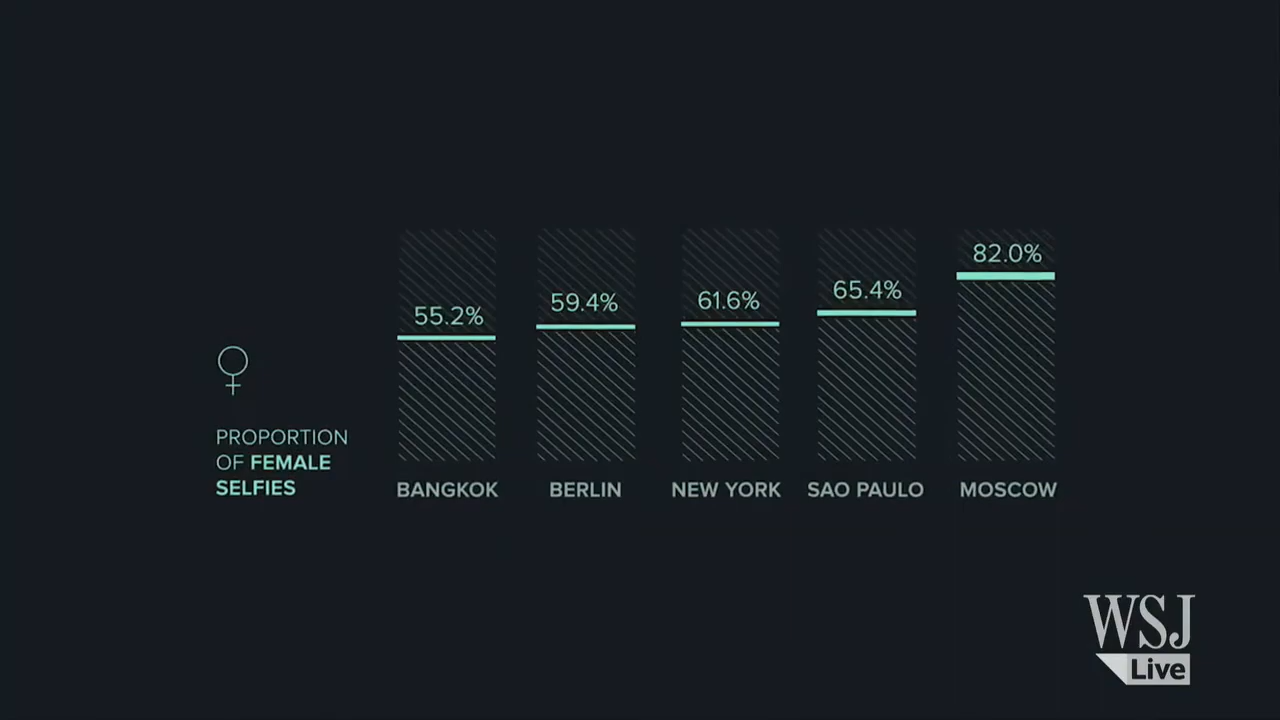 55.2%
59.4%
61.6%
65.4%
82.0%
PROPORTION
OF FEMALE
SELFIES
BANGKOK
BERLIN
NEW YORK
SAO PAULO
MOSCOW
WSJ
Live